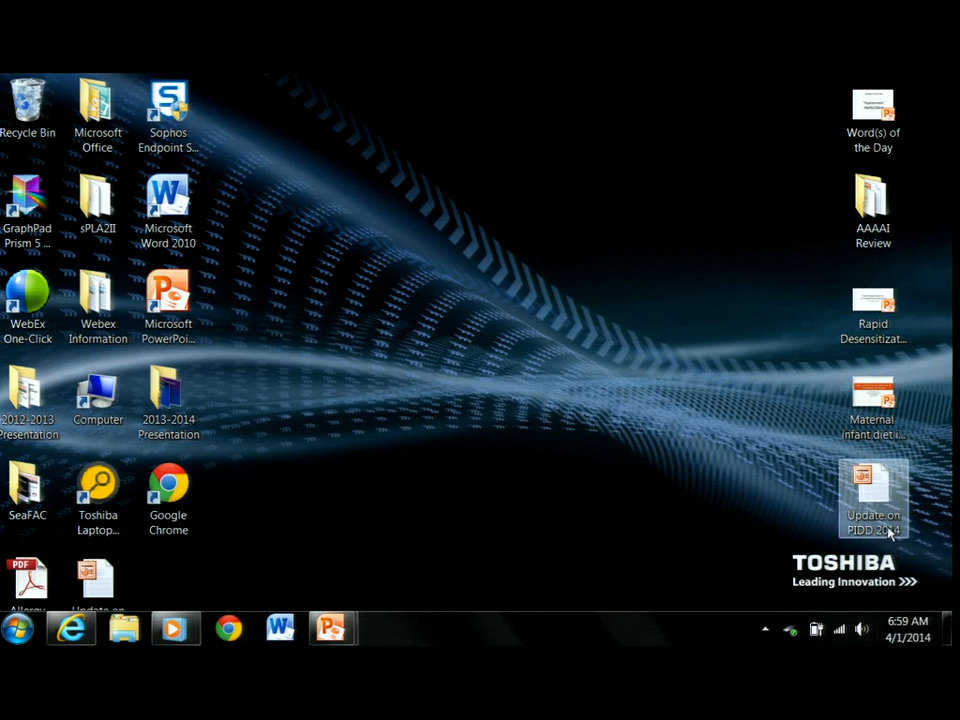 Recycle Bin
Microsoft
Office
Sophos
Endpoint S...
GraphPad
Prism 5 ...
sPLA2II
Microsoft
Word 2010
WebEx
One-Click
Webex
Information
Microsoft
PowerPoi...
2012-2013
Presentation
Computer
2013-2014
Presentation
SeaFAC
Toshiba
Laptop...
Google
Chrome
PDF
Allergy
Update on
Word(s) of
the Day
AAAAI
Review
Rapid
Desensitizat...
Maternal
infant diet i...
Update on
PIDD 2014
TOSHIBA
Leading Innovation >>>
6:59 AM
4/1/2014